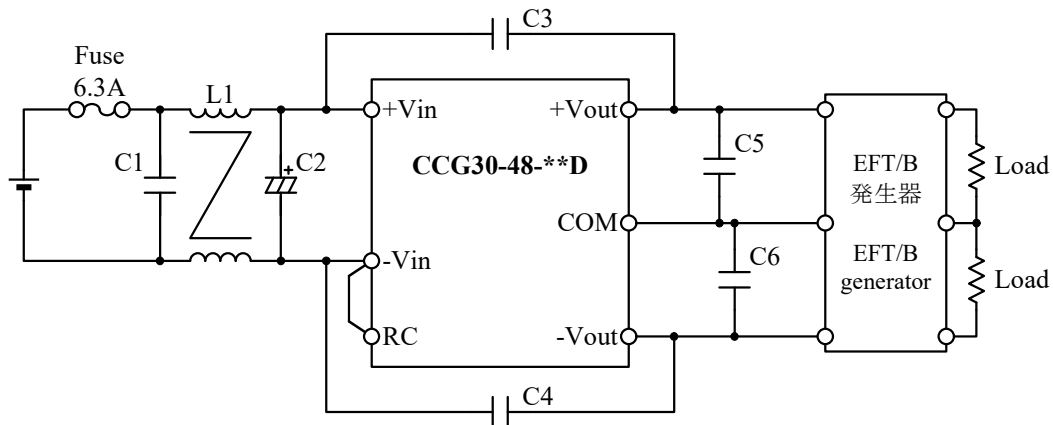 C3
Fuse
6.3A
L1
+Vin
+Vout
C1
C2
+
CCG30-48-**D
C5
EFT/B
発生器
Load
COM
-Vin
C6
EFT/B
generator
Load
RC
-Vout
C4